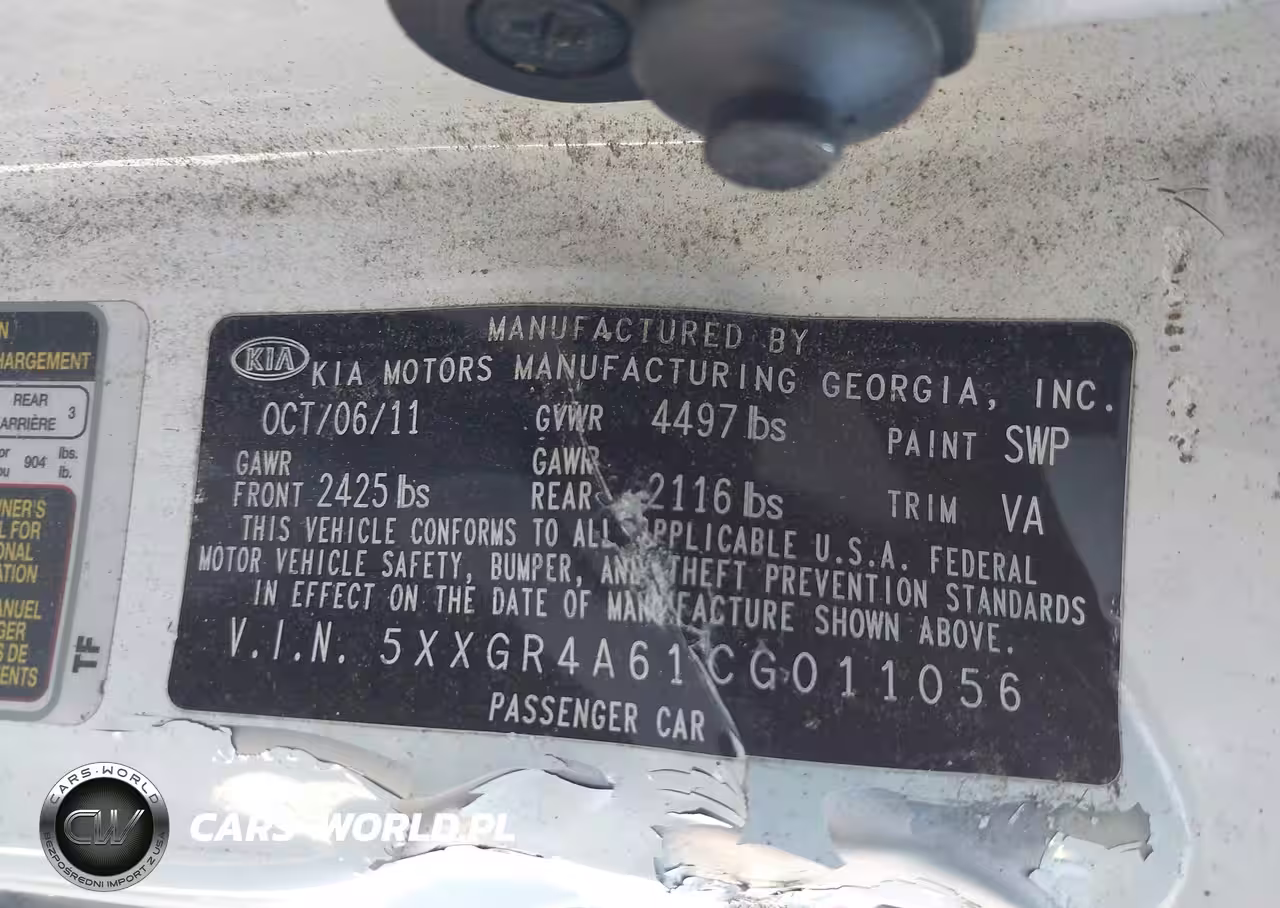 MANUFACTURED BY
KIA KIA MOTORS MANUFACTURING GEORGIA, INC.
OCT/06/11 GVWR 4497 lbs PAINT SWP
GAWR FRONT 2425 lbs GAWR REAR 2116 lbs TRIM VA
THIS VEHICLE CONFORMS TO ALL APPLICABLE U.S.A. FEDERAL
MOTOR VEHICLE SAFETY, BUMPER, AND THEFT PREVENTION STANDARDS
IN EFFECT ON THE DATE OF MANUFACTURE SHOWN ABOVE.
V.I.N. 5XXGR4A61CG011056
PASSENGER CAR
REAR 3
904 lbs.
lb.
TF
CARS-WORLD
CW
BEZPOŚREDNI IMPORT Z USA
CARS-WORLD.PL